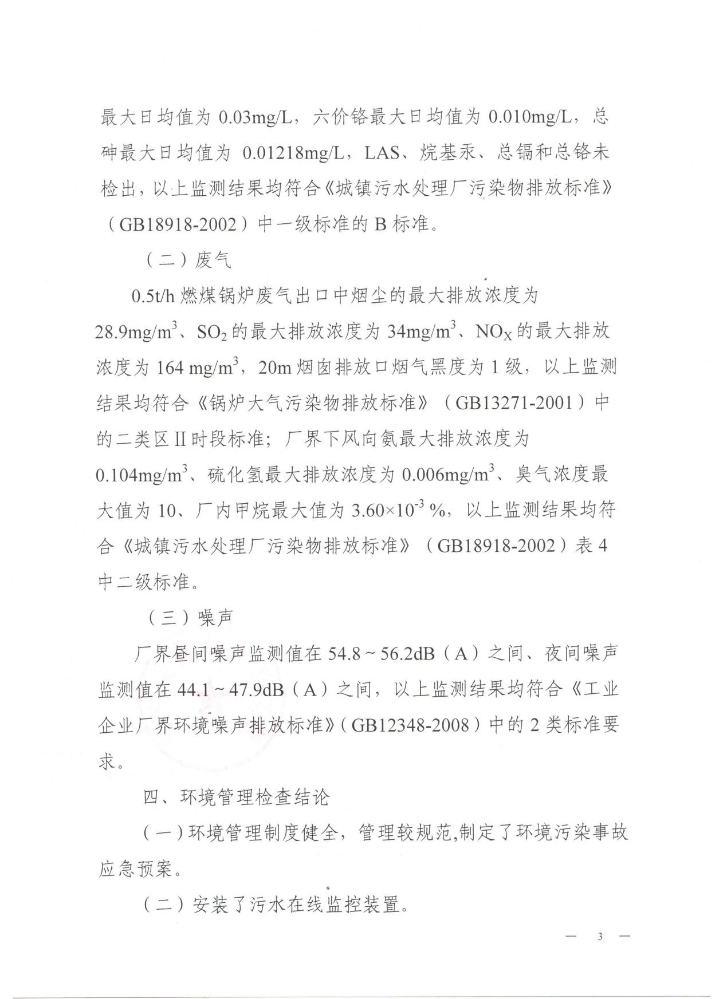 最大日均值为 0.03mg/L，六价铬最大日均值为 0.010mg/L，总
砷最大日均值为 0.01218mg/L，LAS、烷基汞、总镉和总铬未
检出，以上监测结果均符合《城镇污水处理厂污染物排放标准》
（GB18918-2002）中一级标准的 B 标准。
（二）废气
0.5t/h 燃煤锅炉废气出口中烟尘的最大排放浓度为
28.9mg/m³、SO₂的最大排放浓度为 34mg/m³、NOX的最大排放
浓度为 164 mg/m³，20m 烟囱排放口烟气黑度为 1 级，以上监测
结果均符合《锅炉大气污染物排放标准》（GB13271-2001）中
的二类区Ⅱ时段标准；厂界下风向氨最大排放浓度为
0.104mg/m³、硫化氢最大排放浓度为 0.006mg/m³、臭气浓度最
大值为 10、厂内甲烷最大值为 3.60×10⁻³ %，以上监测结果均符
合《城镇污水处理厂污染物排放标准》（GB18918-2002）表 4
中二级标准。
（三）噪声
厂界昼间噪声监测值在 54.8～56.2dB（A）之间、夜间噪声
监测值在 44.1～47.9dB（A）之间，以上监测结果均符合《工业
企业厂界环境噪声排放标准》（GB12348-2008）中的 2 类标准要
求。
四、环境管理检查结论
（一）环境管理制度健全，管理较规范,制定了环境污染事故
应急预案。
（二）安装了污水在线监控装置。
— 3 —